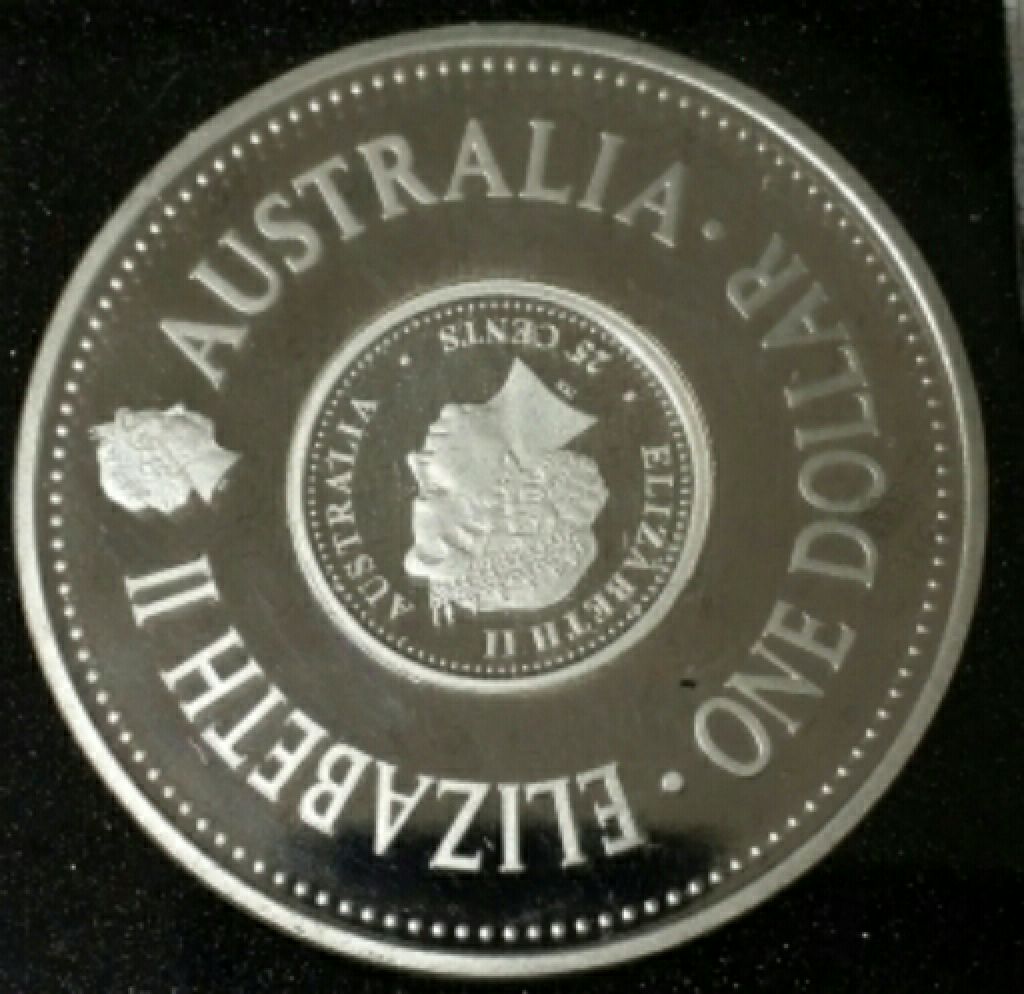 ELIZABETH II AUSTRALIA · ONE DOLLAR ·
ELIZABETH II AUSTRALIA · 25 CENTS ·